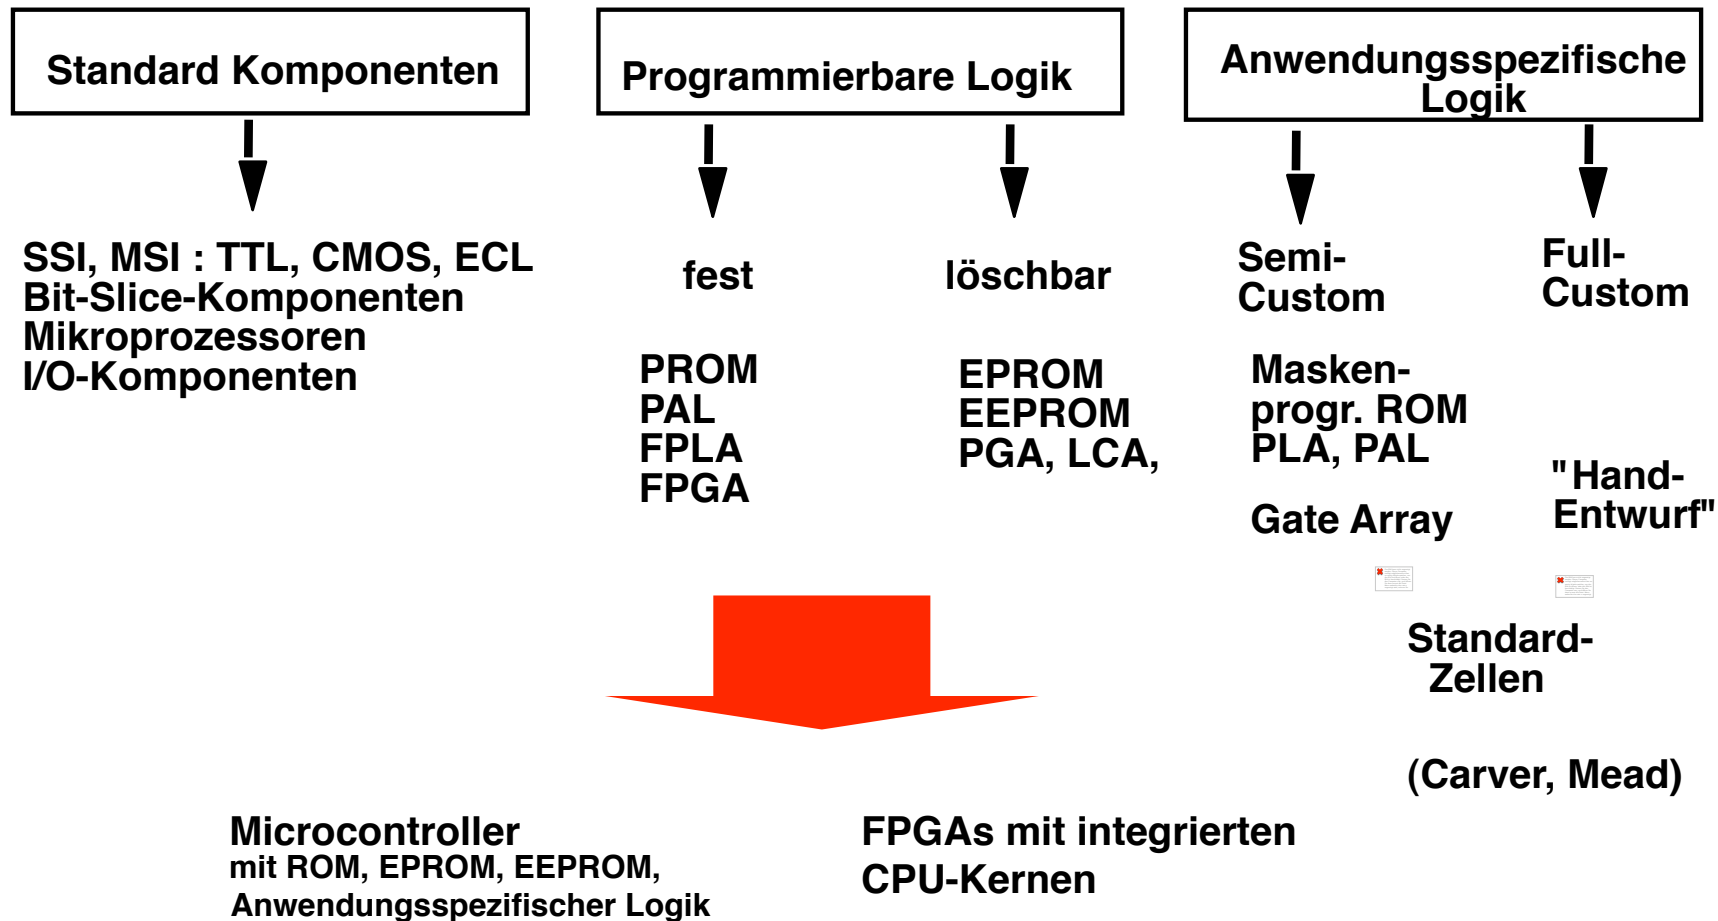 Standard Komponenten
Programmierbare Logik
Anwendungsspezifische
Logik
SSI, MSI : TTL, CMOS, ECL
Bit-Slice-Komponenten
Mikroprozessoren
I/O-Komponenten
fest
PROM
PAL
FPLA
FPGA
löschbar
EPROM
EEPROM
PGA, LCA,
Semi-
Custom
Masken-
progr. ROM
PLA, PAL
Gate Array
Full-
Custom
"Hand-
Entwurf"
Standard-
Zellen
(Carver, Mead)
Microcontroller
mit ROM, EPROM, EEPROM,
Anwendungsspezifischer Logik
FPGAs mit integrierten
CPU-Kernen